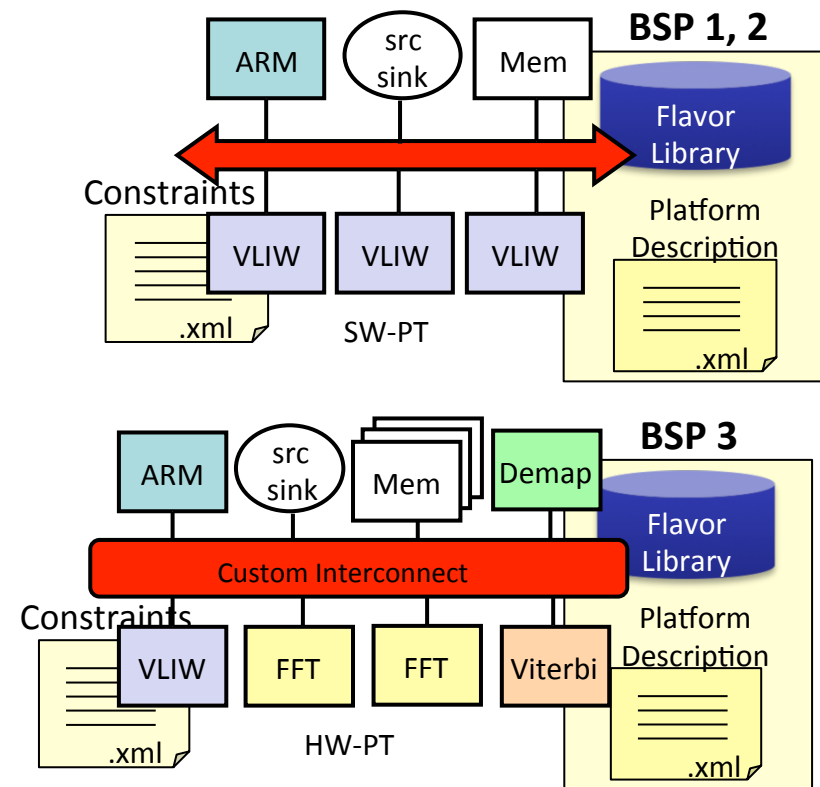 BSP 1, 2
ARM
src
sink
Mem
Flavor
Library
Constraints
Platform
Description
VLIW
VLIW
VLIW
.xml
SW-PT
.xml
BSP 3
ARM
src
sink
Mem
Demap
Flavor
Library
Custom Interconnect
Constraints
Platform
Description
VLIW
FFT
FFT
Viterbi
.xml
HW-PT
.xml